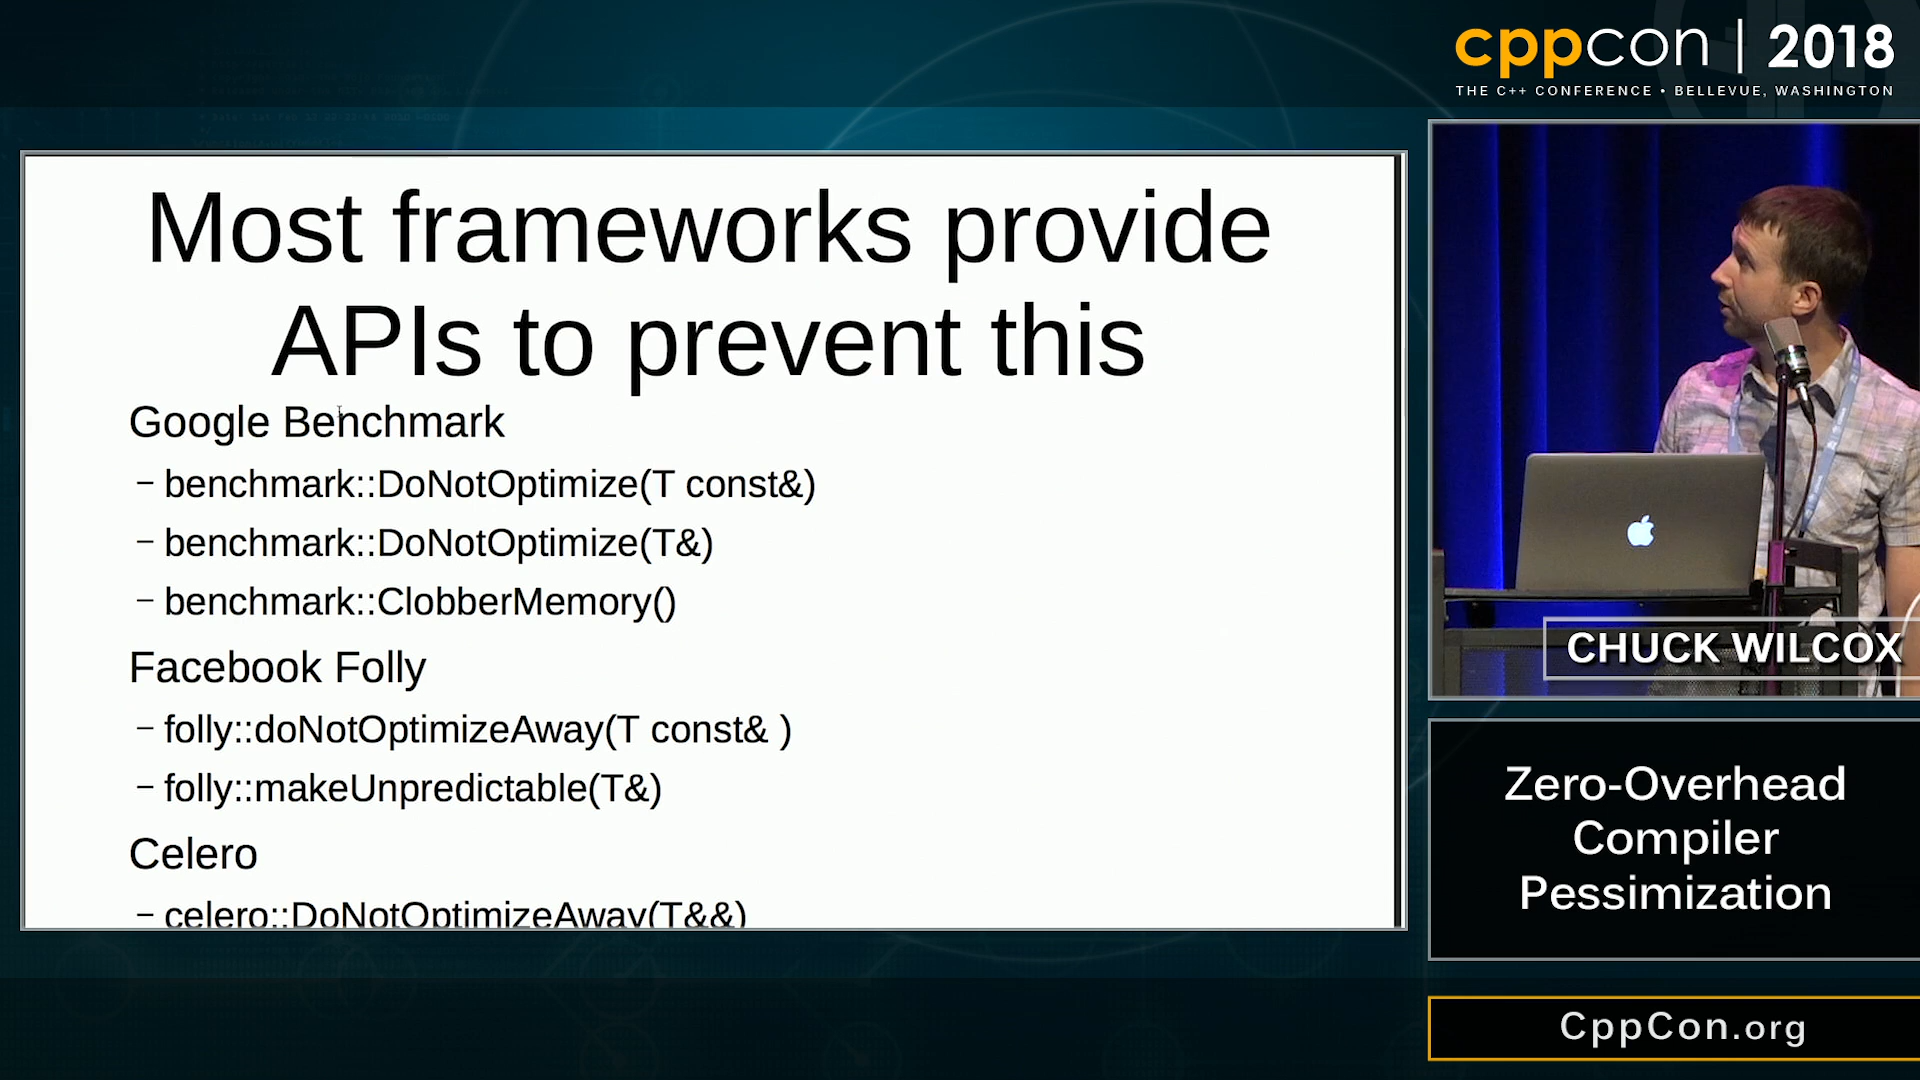 cppcon | 2018
THE C++ CONFERENCE • BELLEVUE, WASHINGTON
Most frameworks provide
APIs to prevent this
Google Benchmark
– benchmark::DoNotOptimize(T const&)
– benchmark::DoNotOptimize(T&)
– benchmark::ClobberMemory()
Facebook Folly
– folly::doNotOptimizeAway(T const& )
– folly::makeUnpredictable(T&)
Celero
– celero::DoNotOptimizeAway(T&&)
CHUCK WILCOX
Zero-Overhead
Compiler
Pessimization
CppCon.org